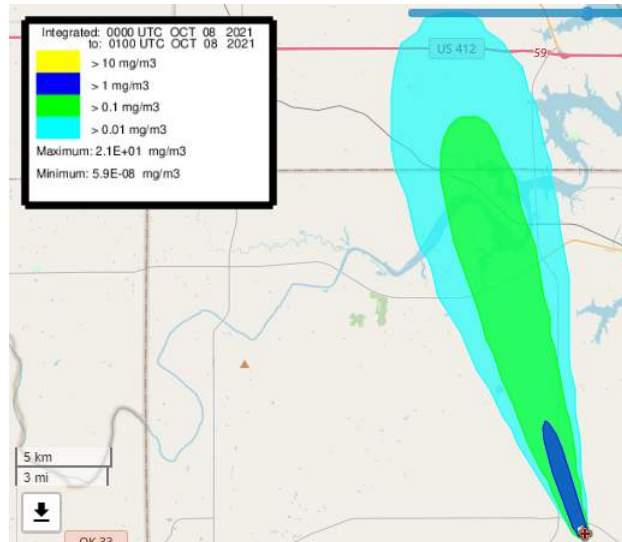 Integrated: 0000 UTC OCT 08 2021
to: 0100 UTC OCT 08 2021
> 10 mg/m3
> 1 mg/m3
> 0.1 mg/m3
> 0.01 mg/m3
Maximum: 2.1E+01 mg/m3
Minimum: 5.9E-08 mg/m3
US 412
59
5 km
3 mi
OK 33